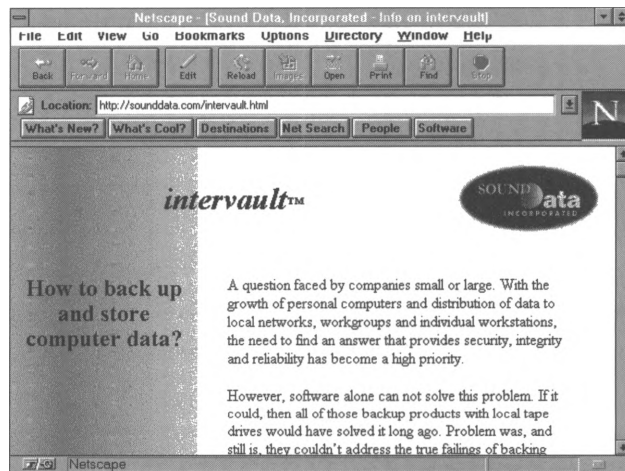 Netscape - [Sound Data, Incorporated - Info on intervault]
File Edit View Go Bookmarks Options Directory Window Help
Back Forward Home Edit Reload Images Open Print Find Stop
Location: http://sounddata.com/intervault.html
N
What's New? What's Cool? Destinations Net Search People Software
intervault™
SOUND Data
INCORPORATED
How to back up
and store
computer data?
A question faced by companies small or large. With the
growth of personal computers and distribution of data to
local networks, workgroups and individual workstations,
the need to find an answer that provides security, integrity
and reliability has become a high priority.
However, software alone can not solve this problem. If it
could, then all of those backup products with local tape
drives would have solved it long ago. Problem was, and
still is, they couldn't address the true failings of backing
Netscape